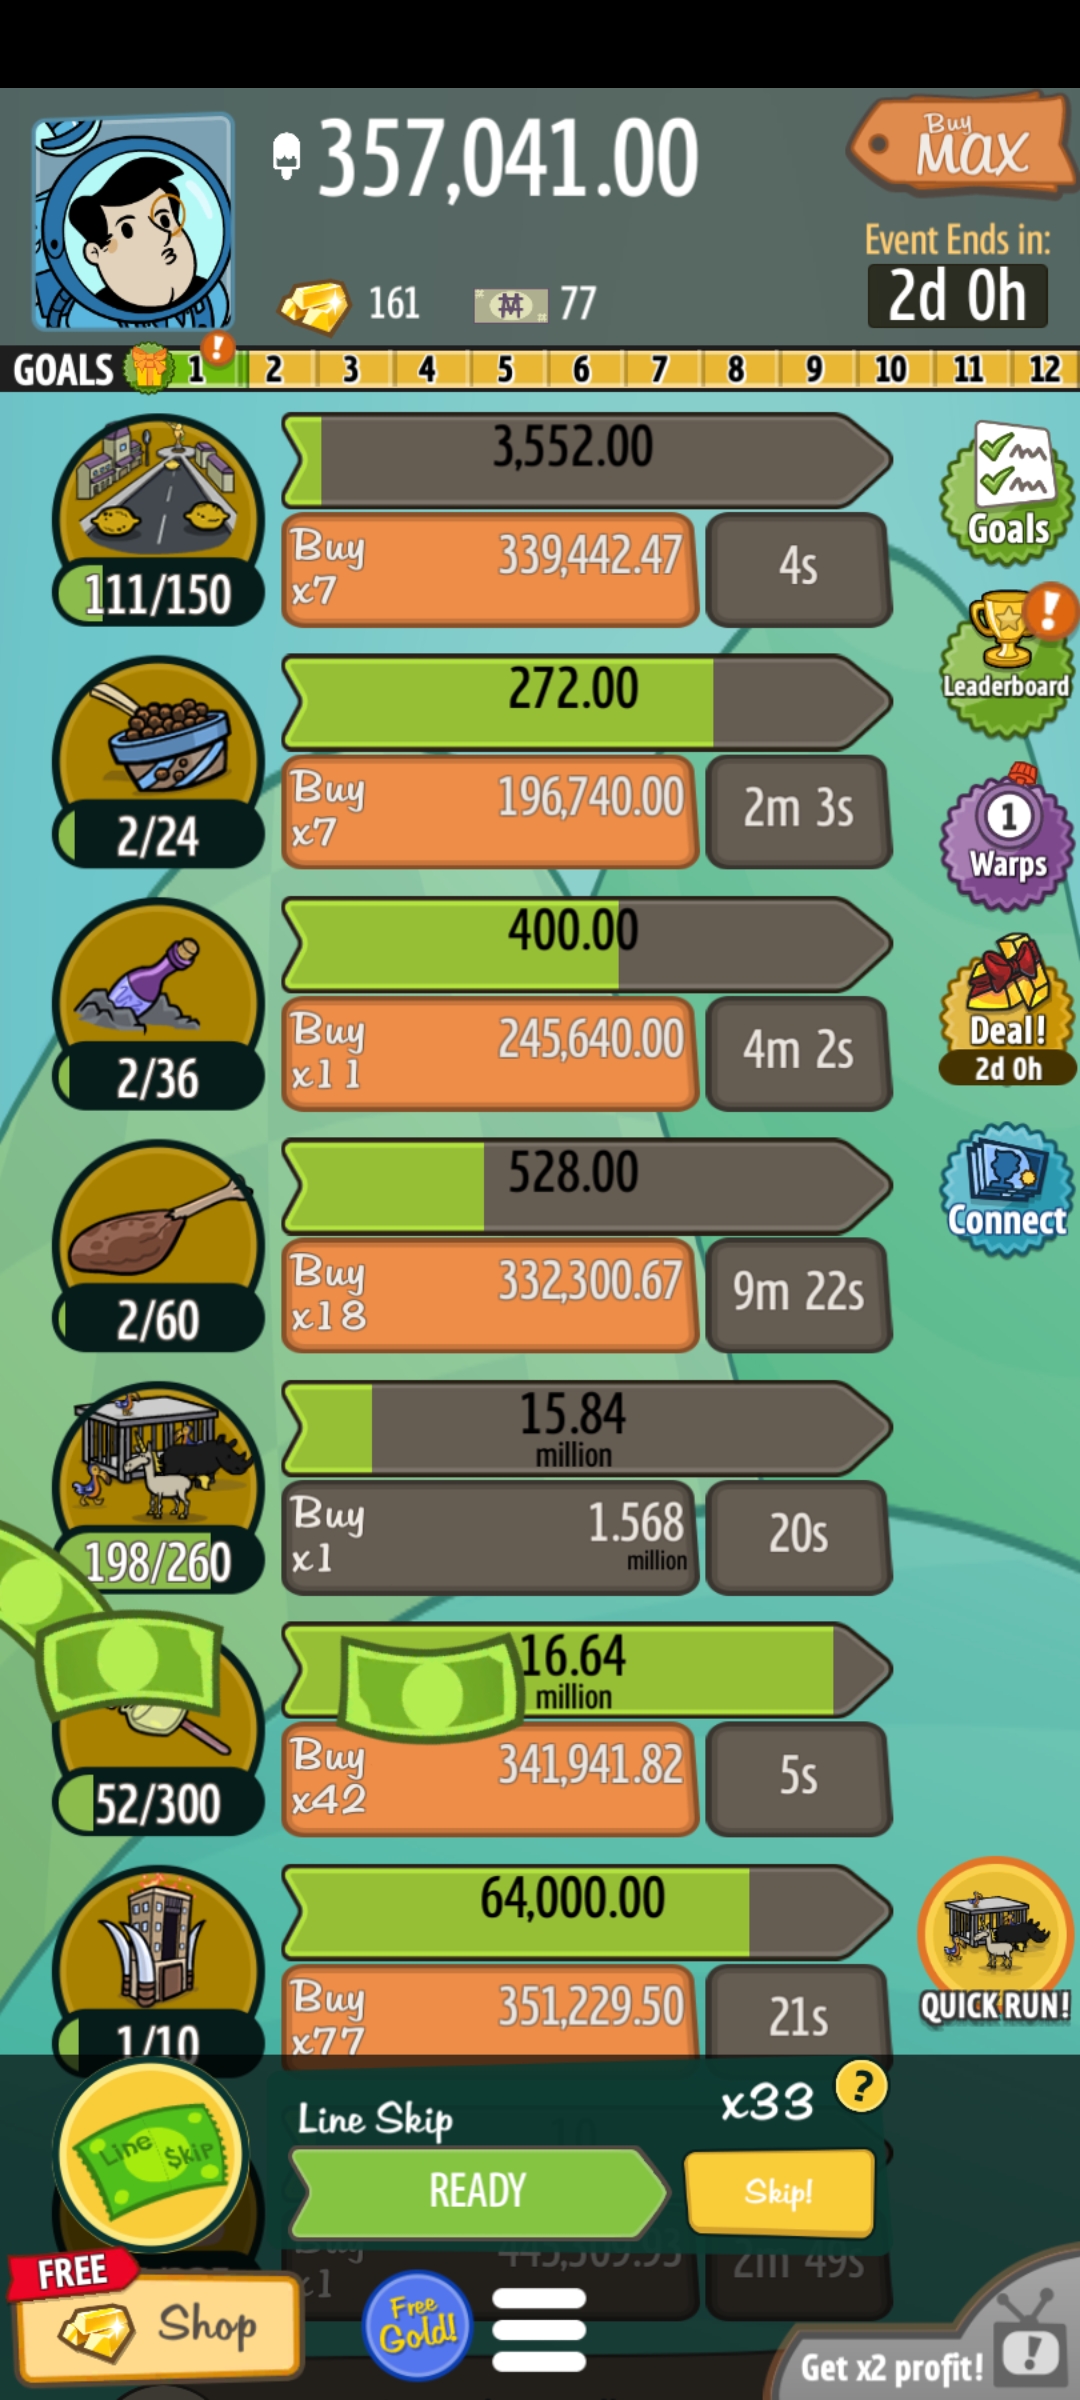 357,041.00
Buy
MAX
Event Ends in:
2d 0h
161
77
GOALS
1 ! 2 3 4 5 6 7 8 9 10 11 12
3,552.00
Buy
x7
339,442.47
4s
111/150
Goals
272.00
Buy
x7
196,740.00
2m 3s
2/24
!
Leaderboard
400.00
Buy
x11
245,640.00
4m 2s
2/36
1
Warps
528.00
Buy
x18
332,300.67
9m 22s
2/60
Deal!
2d 0h
Connect
15.84
million
Buy
x1
1.568
million
20s
198/260
16.64
million
Buy
x42
341,941.82
5s
52/300
64,000.00
Buy
x77
351,229.50
21s
1/10
QUICK RUN!
Line Skip
Line Skip
x33
?
READY
Skip!
Buy
x1
445,309.93
2m 49s
FREE
Shop
Free
Gold!
Get x2 profit!
!